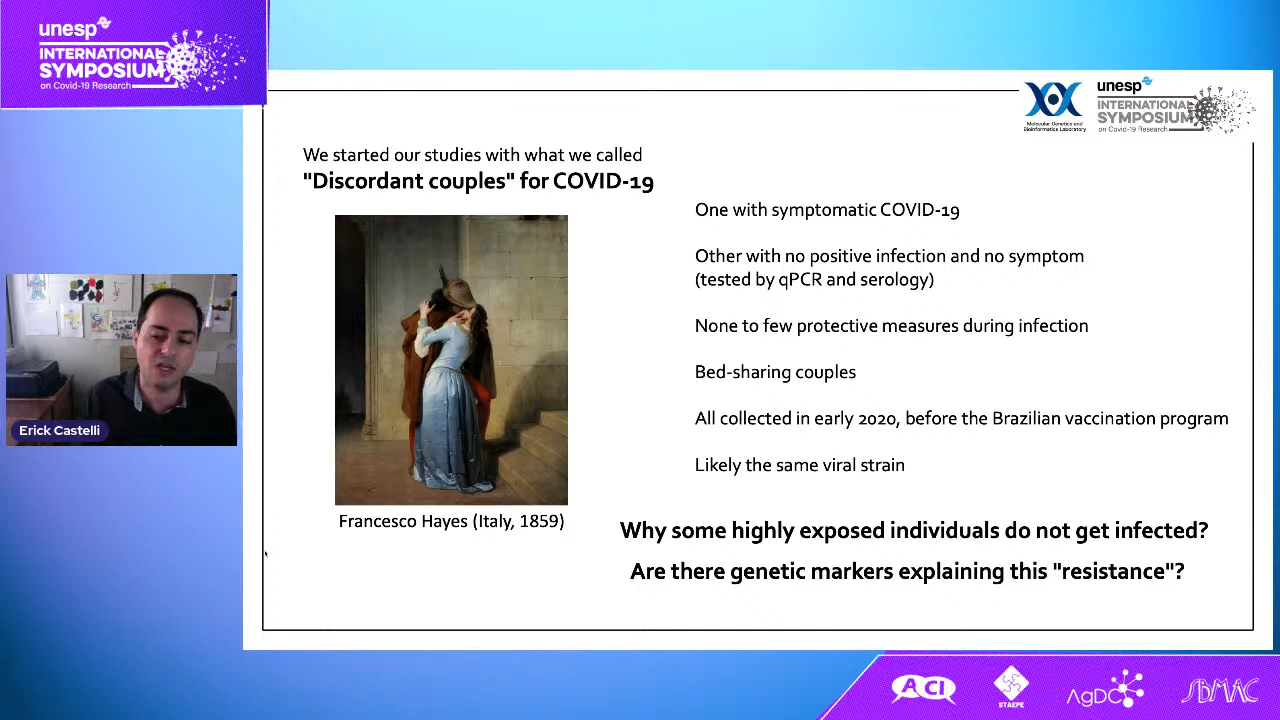 unesp
INTERNATIONAL
SYMPOSIUM
on Covid-19 Research
Molecular Genetics and
Bioinformatics Laboratory
unesp
INTERNATIONAL
SYMPOSIUM
on Covid-19 Research
We started our studies with what we called
"Discordant couples" for COVID-19
One with symptomatic COVID-19
Other with no positive infection and no symptom
(tested by qPCR and serology)
None to few protective measures during infection
Bed-sharing couples
All collected in early 2020, before the Brazilian vaccination program
Likely the same viral strain
Francesco Hayes (Italy, 1859)
Why some highly exposed individuals do not get infected?
Are there genetic markers explaining this "resistance"?
Erick Castelli
ACI
STAEPE
AgDC
SBMAC